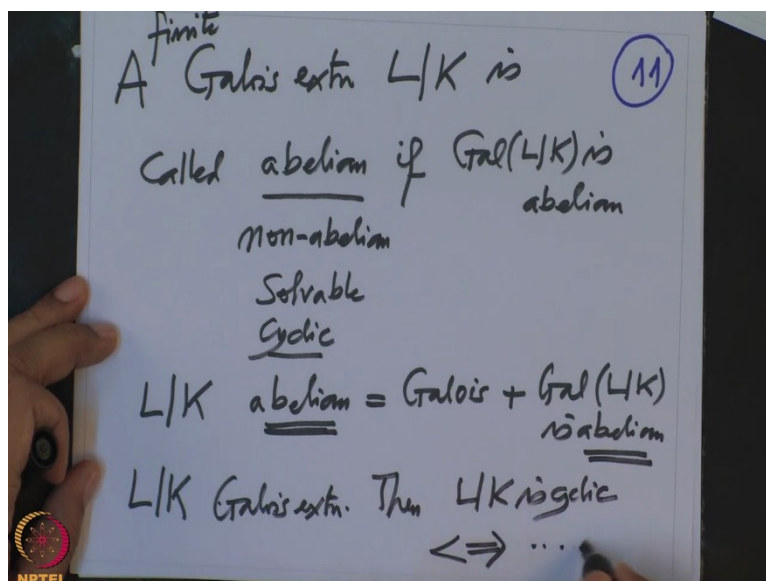 finite
A Galois extn L/K is
11
Called abelian if Gal(L/K) is
abelian
non-abelian
Solvable
Cyclic
L/K abelian = Galois + Gal(L/K)
is abelian
L/K Galois extn. Then L/K is cyclic
<=> ...
NPTEL